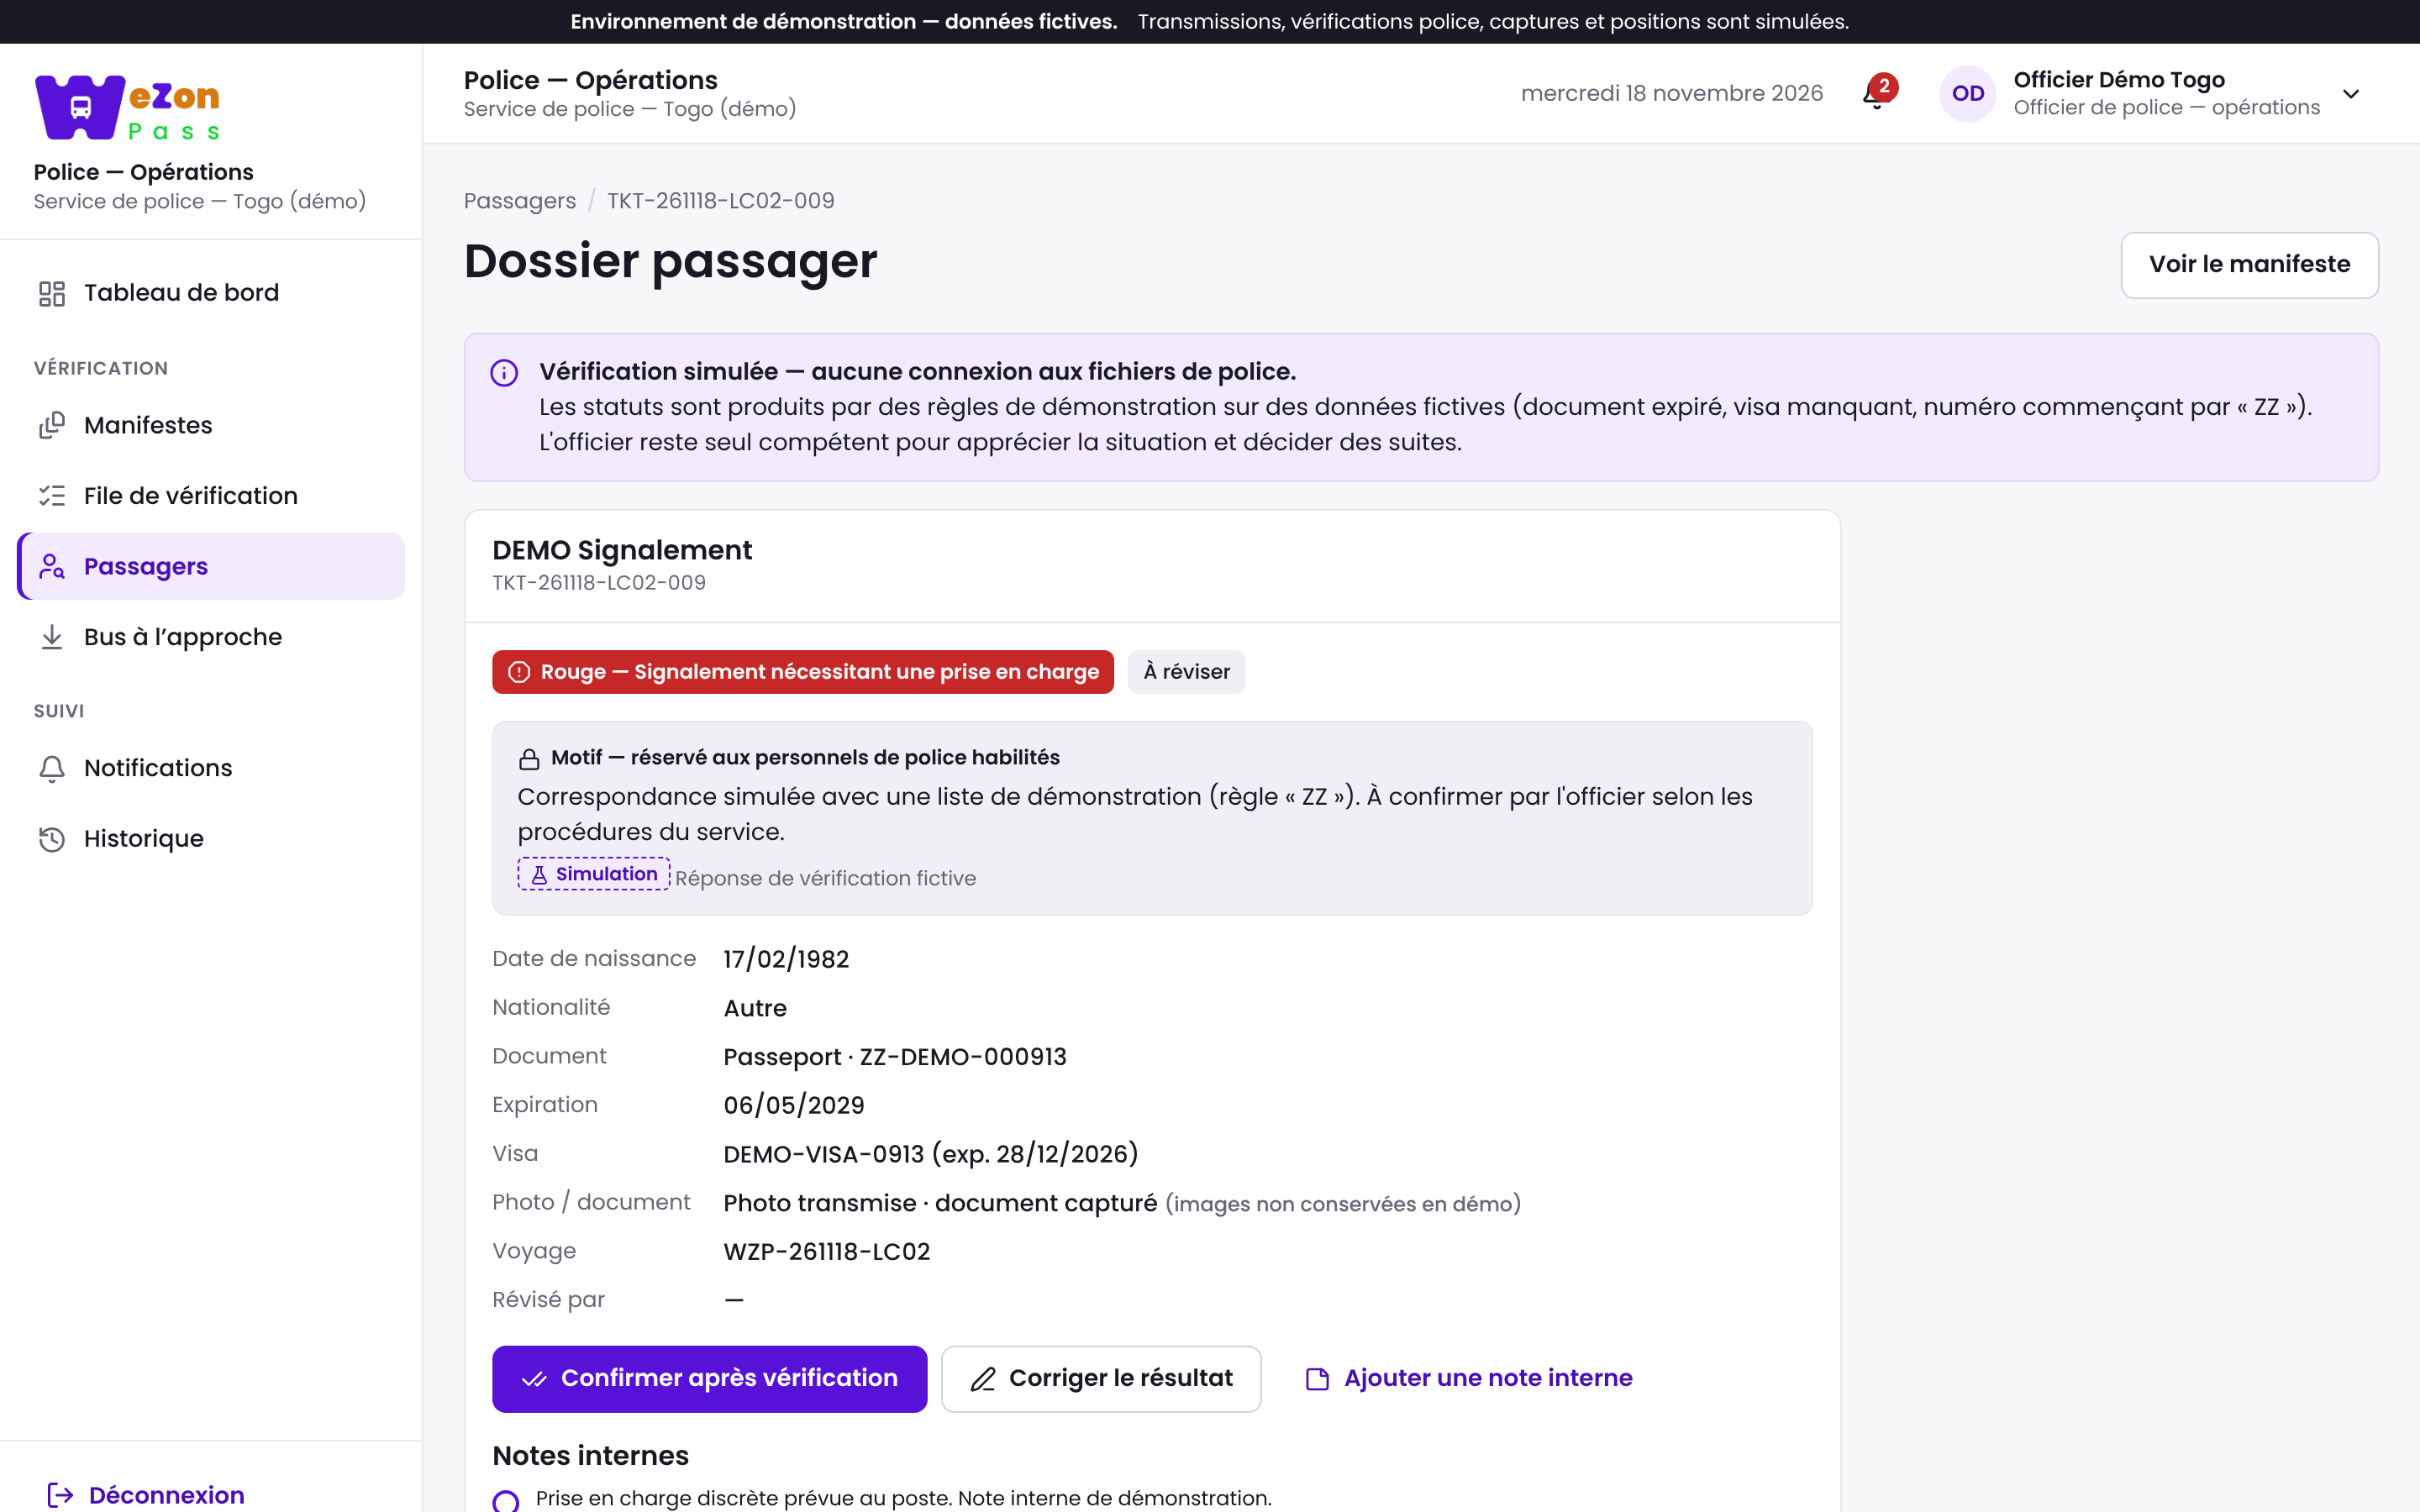 Environnement de démonstration — données fictives. Transmissions, vérifications police, captures et positions sont simulées.
WeZon
Pass
Police — Opérations
Service de police — Togo (démo)
Tableau de bord
VÉRIFICATION
Manifestes
File de vérification
Passagers
Bus à l’approche
SUIVI
Notifications
Historique
Déconnexion
Police — Opérations
Service de police — Togo (démo)
mercredi 18 novembre 2026
2
OD
Officier Démo Togo
Officier de police — opérations
Passagers / TKT-261118-LC02-009
Dossier passager
Voir le manifeste
Vérification simulée — aucune connexion aux fichiers de police.
Les statuts sont produits par des règles de démonstration sur des données fictives (document expiré, visa manquant, numéro commençant par « ZZ »).
L'officier reste seul compétent pour apprécier la situation et décider des suites.
DEMO Signalement
TKT-261118-LC02-009
Rouge — Signalement nécessitant une prise en charge
À réviser
Motif — réservé aux personnels de police habilités
Correspondance simulée avec une liste de démonstration (règle « ZZ »). À confirmer par l'officier selon les
procédures du service.
Simulation Réponse de vérification fictive
Date de naissance 17/02/1982
Nationalité Autre
Document Passeport · ZZ-DEMO-000913
Expiration 06/05/2029
Visa DEMO-VISA-0913 (exp. 28/12/2026)
Photo / document Photo transmise · document capturé (images non conservées en démo)
Voyage WZP-261118-LC02
Révisé par —
Confirmer après vérification
Corriger le résultat
Ajouter une note interne
Notes internes
Prise en charge discrète prévue au poste. Note interne de démonstration.